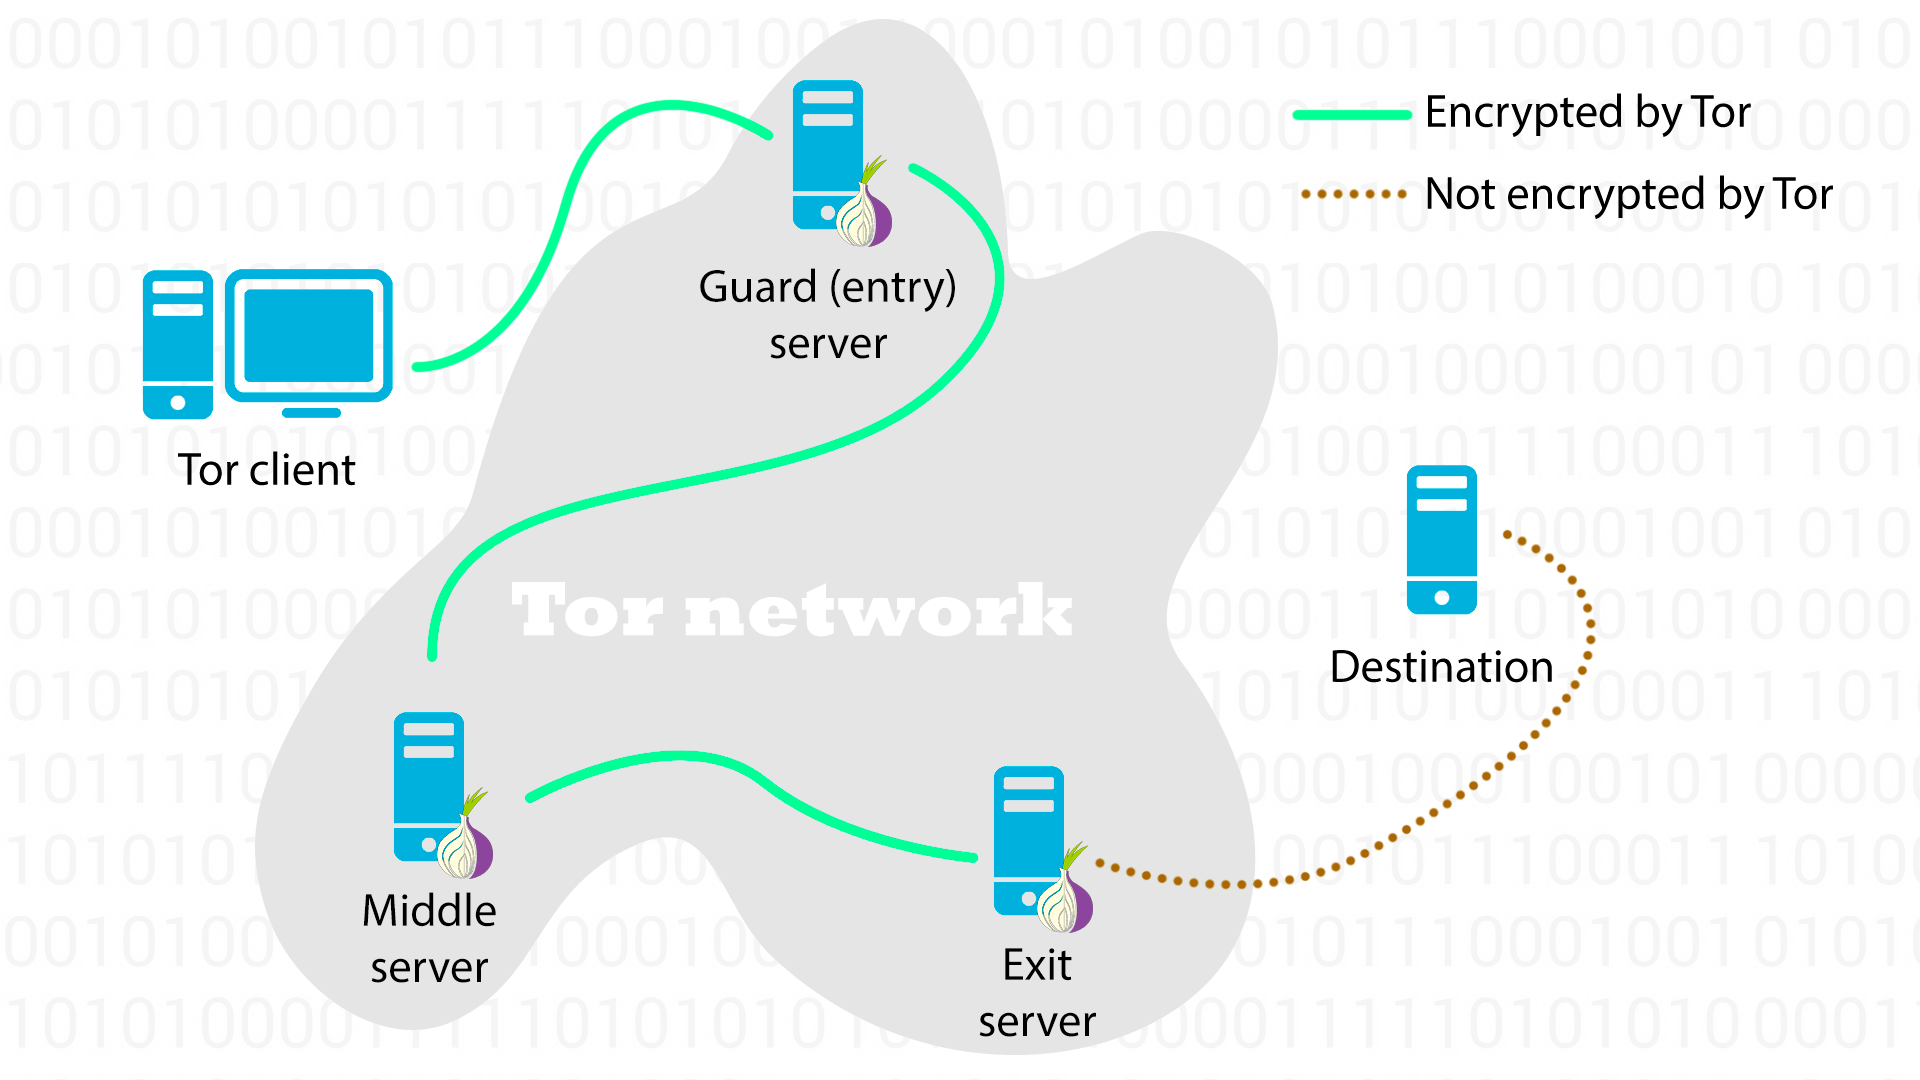 Encrypted by Tor
Not encrypted by Tor
Guard (entry)
server
Tor client
Tor network
Destination
Middle
server
Exit
server